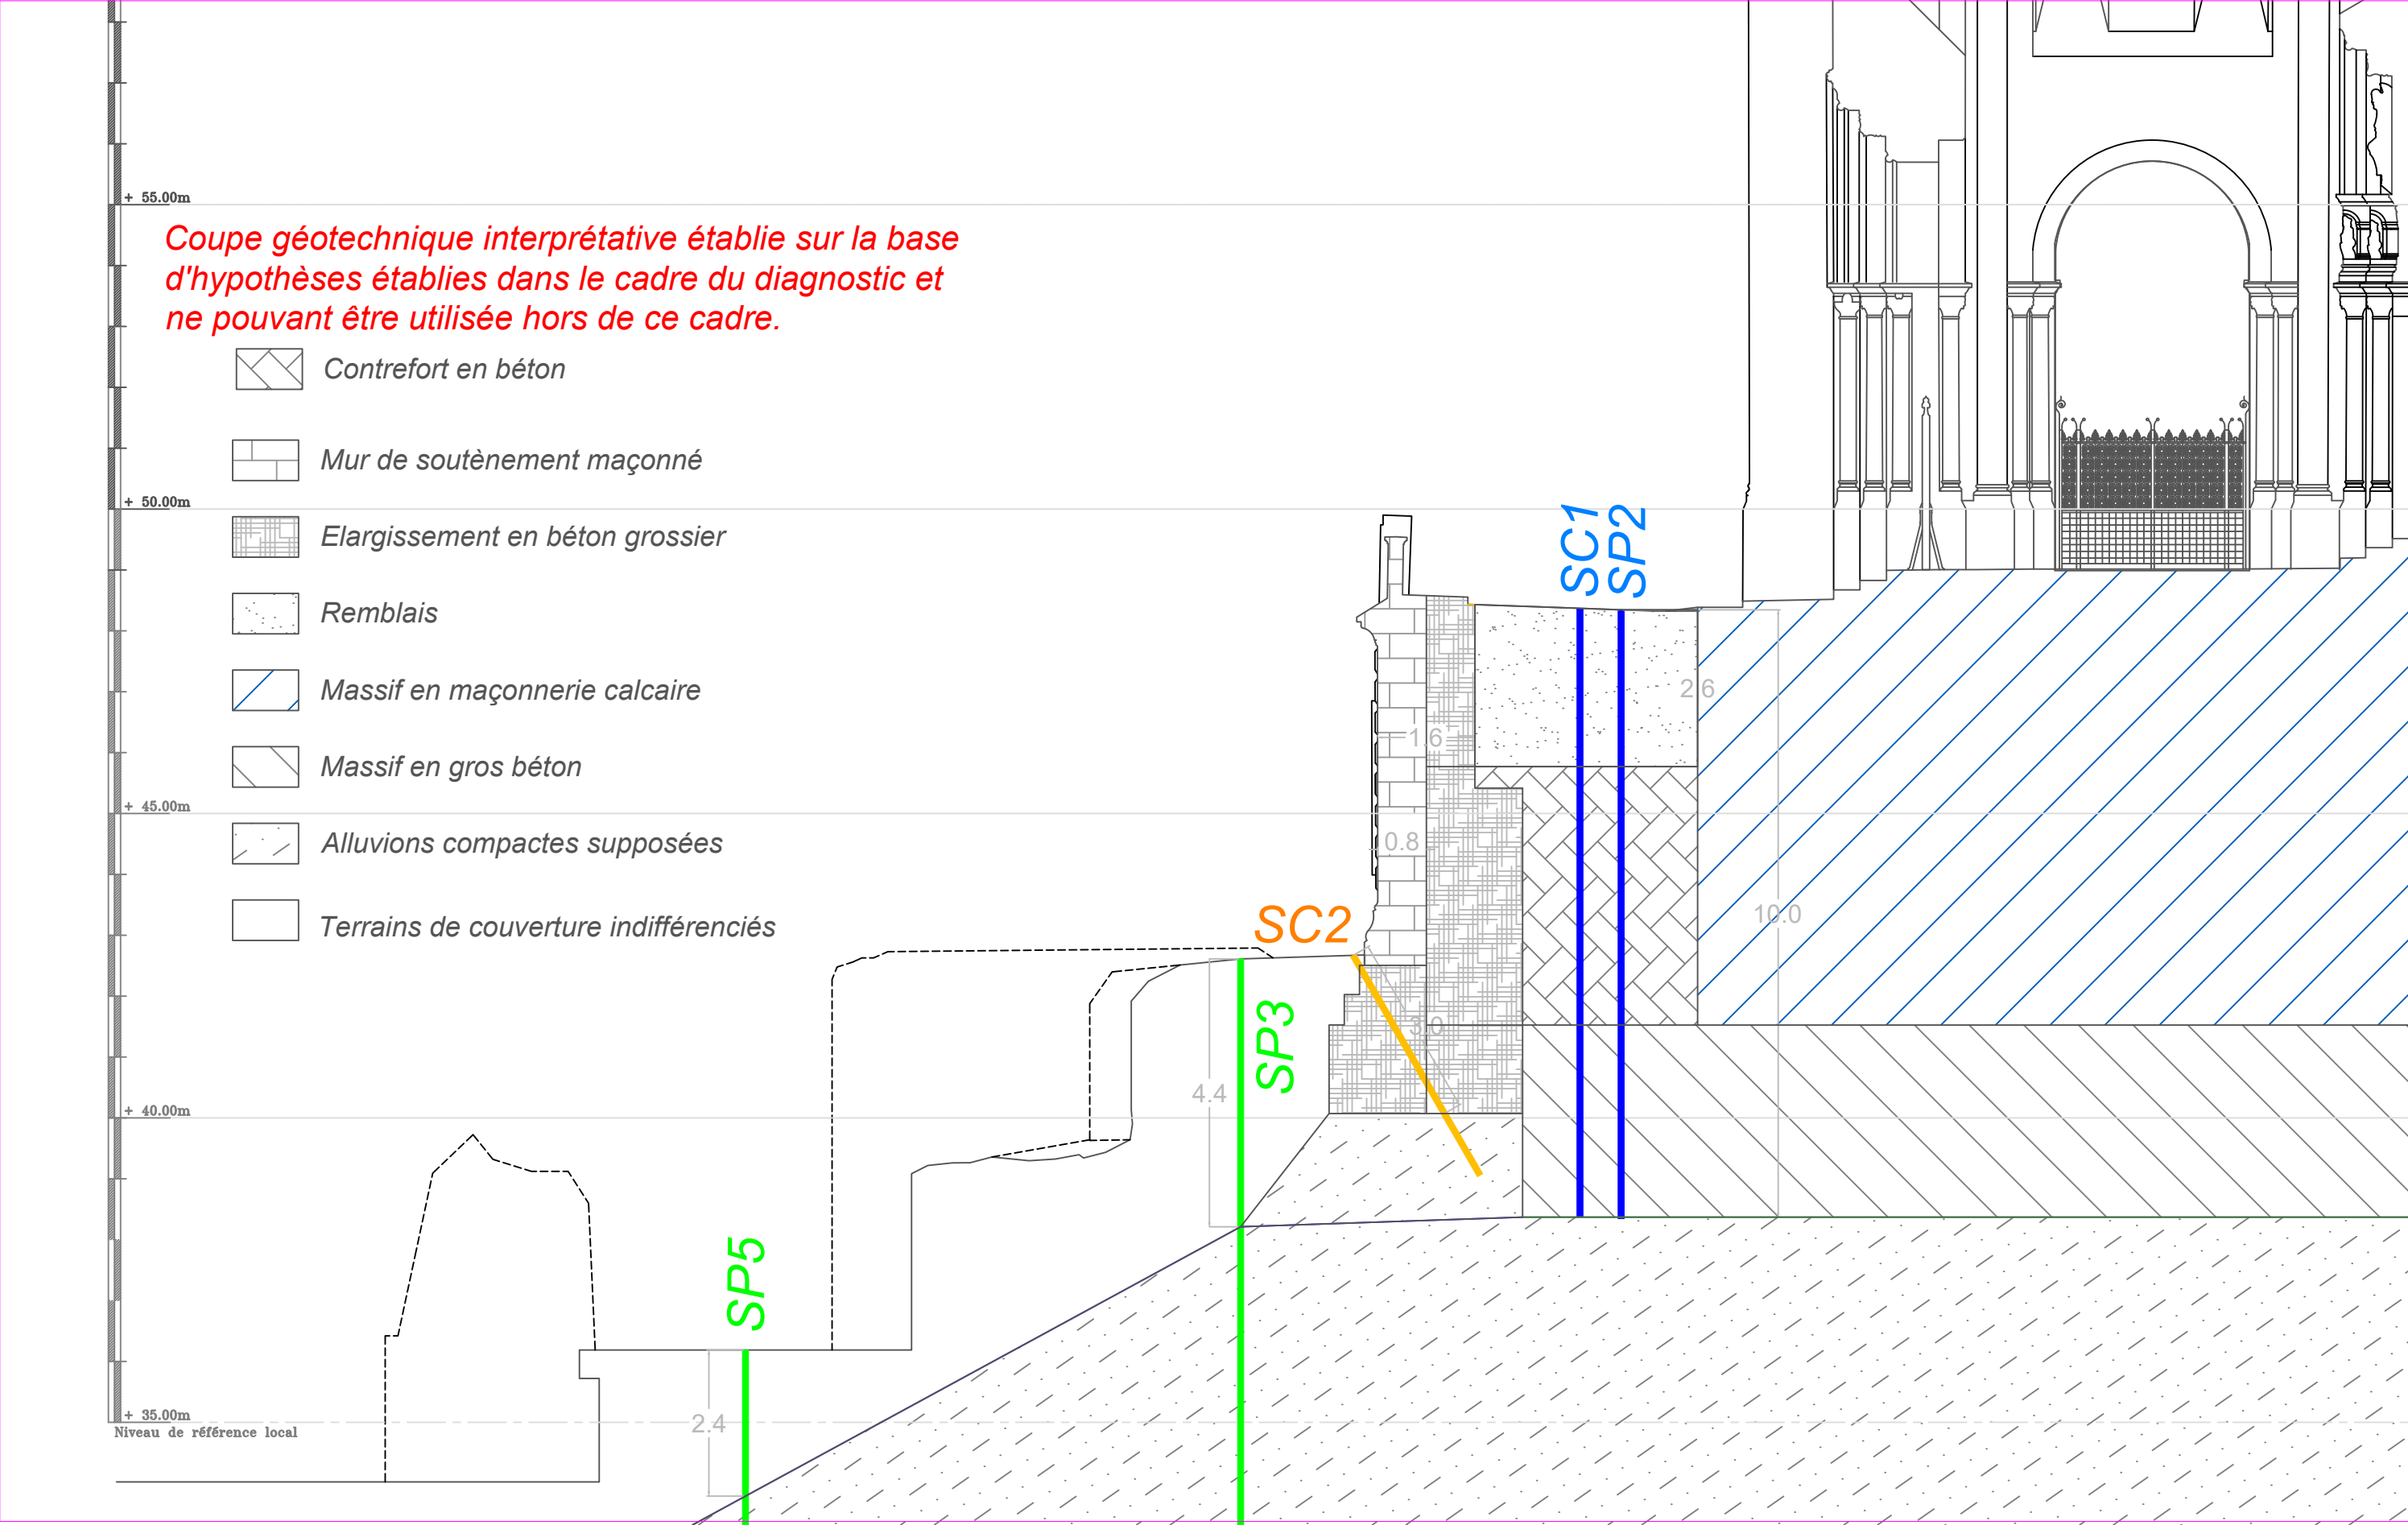 + 55.00m
Coupe géotechnique interprétative établie sur la base
d'hypothèses établies dans le cadre du diagnostic et
ne pouvant être utilisée hors de ce cadre.
Contrefort en béton
Mur de soutènement maçonné
+ 50.00m
Elargissement en béton grossier
Remblais
Massif en maçonnerie calcaire
Massif en gros béton
+ 45.00m
Alluvions compactes supposées
Terrains de couverture indifférenciés
SC1
SP2
2.6
1.6
0.8
10.0
SC2
3.0
SP3
4.4
+ 40.00m
SP5
2.4
+ 35.00m
Niveau de référence local